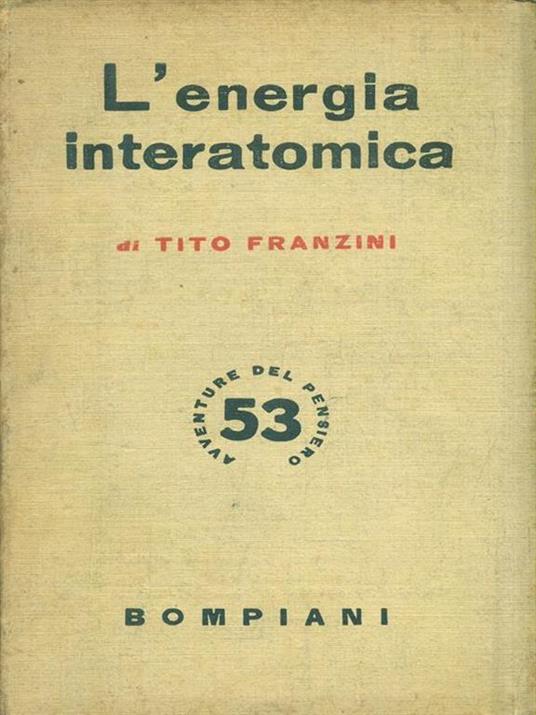 L'energia
interatomica
di TITO FRANZINI
AVVENTURE DEL PENSIERO
53
BOMPIANI